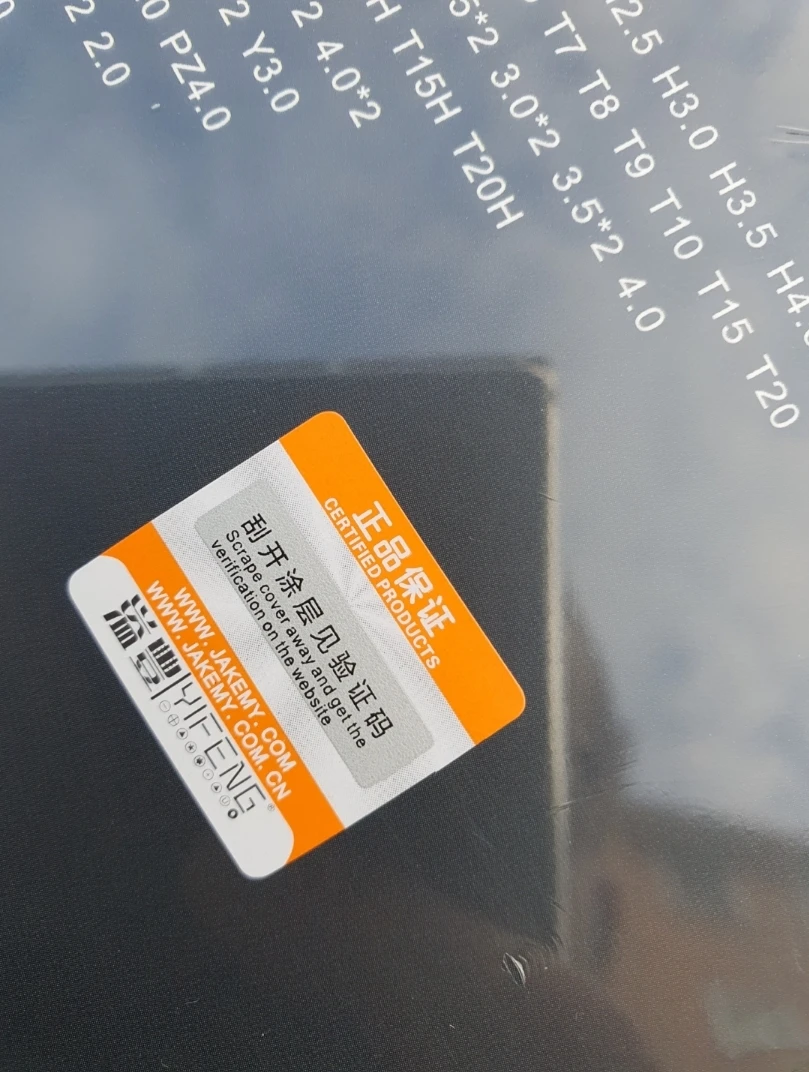 2.5 H3.0 H3.5 H4.
T7 T8 T9 T10 T15 T20
5*2 3.0*2 3.5*2 4.0
H T15H T20H
2 4.0*2
2 Y3.0
0 PZ4.0
2 2.0
正品保证
CERTIFIED PRODUCTS
刮开涂层见验证码
Scrape cover away and get the
verification on the website
WWW. JAKEMY. COM
WWW. JAKEMY. COM. CN
益豐 YIFENG®